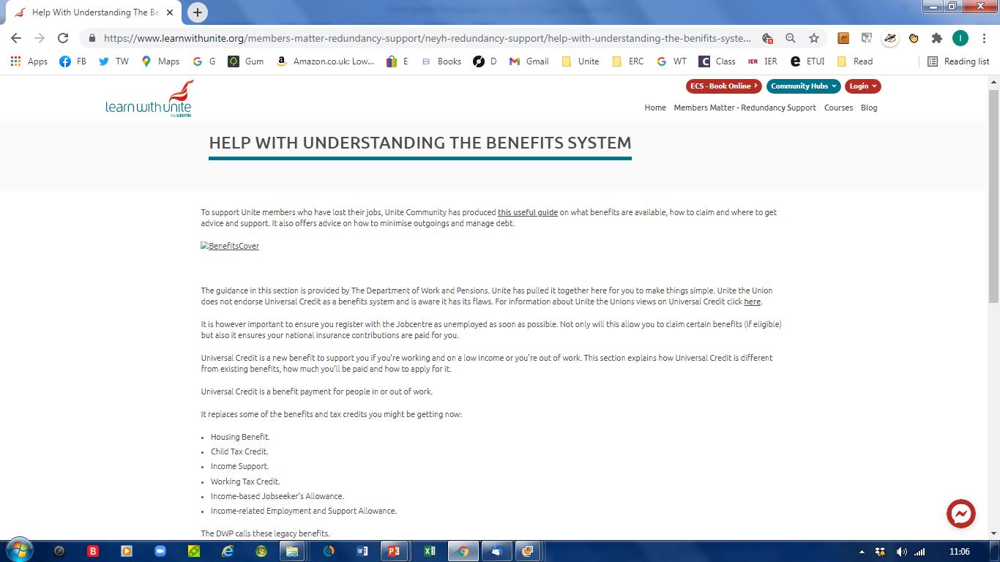 Help With Understanding The Be
https://www.learnwithunite.org/members-matter-redundancy-support/neyh-redundancy-support/help-with-understanding-the-benifits-syste...
I
Apps FB TW Maps G Gum Amazon.co.uk: Low... E Books D Gmail Unite ERC WT Class IER IER ETUI Read Reading list
learn with unite
the UNION
ECS - Book Online Community Hubs Login
Home Members Matter - Redundancy Support Courses Blog
HELP WITH UNDERSTANDING THE BENEFITS SYSTEM
To support Unite members who have lost their jobs, Unite Community has produced this useful guide on what benefits are available, how to claim and where to get
advice and support. It also offers advice on how to minimise outgoings and manage debt.
BenefitsCover
The guidance in this section is provided by The Department of Work and Pensions. Unite has pulled it together here for you to make things simple. Unite the Union
does not endorse Universal Credit as a benefits system and is aware it has its flaws. For information about Unite the Unions views on Universal Credit click here.
It is however important to ensure you register with the Jobcentre as unemployed as soon as possible. Not only will this allow you to claim certain benefits (if eligible)
but also it ensures your national insurance contributions are paid for you.
Universal Credit is a new benefit to support you if you're working and on a low income or you're out of work. This section explains how Universal Credit is different
from existing benefits, how much you'll be paid and how to apply for it.
Universal Credit is a benefit payment for people in or out of work.
It replaces some of the benefits and tax credits you might be getting now:
• Housing Benefit.
• Child Tax Credit.
• Income Support.
• Working Tax Credit.
• Income-based Jobseeker's Allowance.
• Income-related Employment and Support Allowance.
The DWP calls these legacy benefits.
11:06